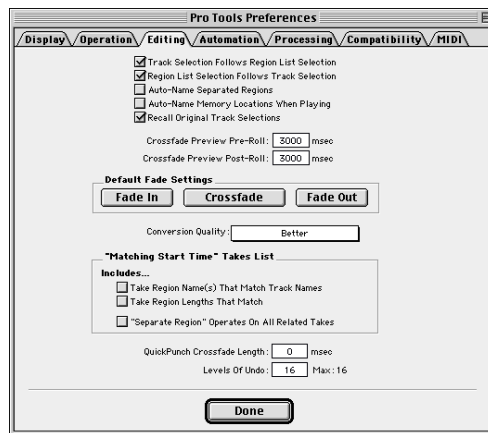 Pro Tools Preferences
Display Operation Editing Automation Processing Compatibility MIDI
Track Selection Follows Region List Selection
Region List Selection Follows Track Selection
Auto-Name Separated Regions
Auto-Name Memory Locations When Playing
Recall Original Track Selections
Crossfade Preview Pre-Roll: 3000 msec
Crossfade Preview Post-Roll: 3000 msec
Default Fade Settings
Fade In Crossfade Fade Out
Conversion Quality: Better
"Matching Start Time" Takes List
Includes...
Take Region Name(s) That Match Track Names
Take Region Lengths That Match
"Separate Region" Operates On All Related Takes
QuickPunch Crossfade Length: 0 msec
Levels Of Undo: 16 Max: 16
Done